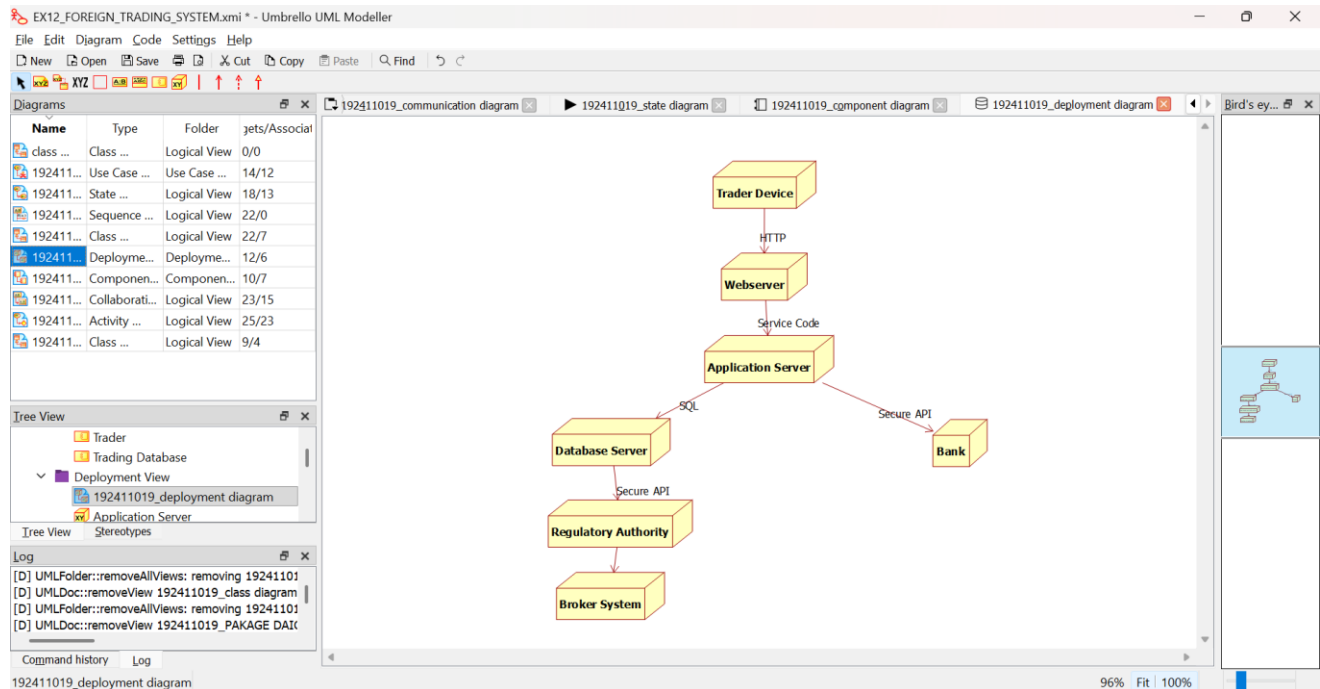 EX12_FOREIGN_TRADING_SYSTEM.xmi * - Umbrello UML Modeller
File Edit Diagram Code Settings Help
New Open Save Cut Copy Paste Find
XYZ
Diagrams
192411019_communication diagram 192411019_state diagram 192411019_component diagram 192411019_deployment diagram
Bird's ey...
Name Type Folder gets/Associat
class ... Class ... Logical View 0/0
192411... Use Case ... Use Case ... 14/12
192411... State ... Logical View 18/13
192411... Sequence ... Logical View 22/0
192411... Class ... Logical View 22/7
192411... Deployme... Deployme... 12/6
192411... Componen... Componen... 10/7
192411... Collaborati... Logical View 23/15
192411... Activity ... Logical View 25/23
192411... Class ... Logical View 9/4
Tree View
Trader
Trading Database
Deployment View
192411019_deployment diagram
Application Server
Tree View Stereotypes
Log
[D] UMLFolder::removeAllViews: removing 19241101
[D] UMLDoc::removeView 192411019_class diagram
[D] UMLFolder::removeAllViews: removing 19241101
[D] UMLDoc::removeView 192411019_PAKAGE DAI(
Command history Log
Trader Device
HTTP
Webserver
Service Code
Application Server
SQL
Secure API
Database Server
Bank
Secure API
Regulatory Authority
Broker System
192411019_deployment diagram
96% Fit 100%